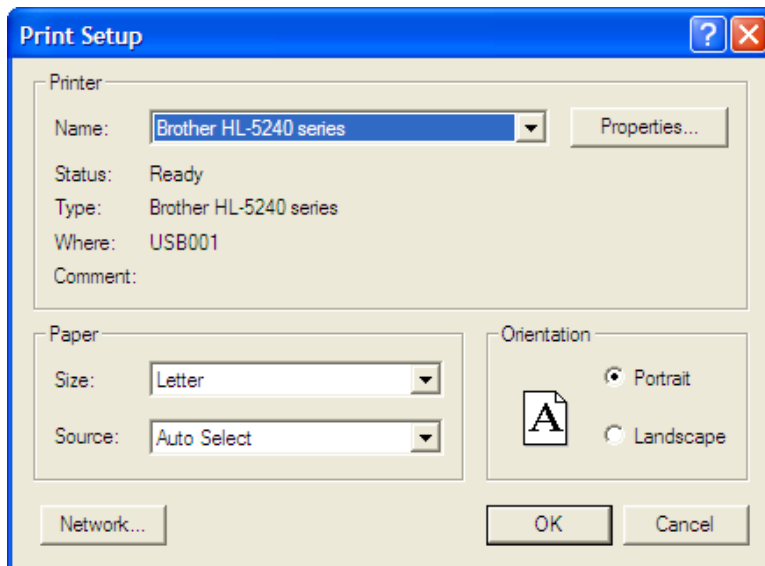 Print Setup
Printer
Name: Brother HL-5240 series Properties...
Status: Ready
Type: Brother HL-5240 series
Where: USB001
Comment:
Paper
Size: Letter
Source: Auto Select
Orientation
A
Portrait
Landscape
Network... OK Cancel